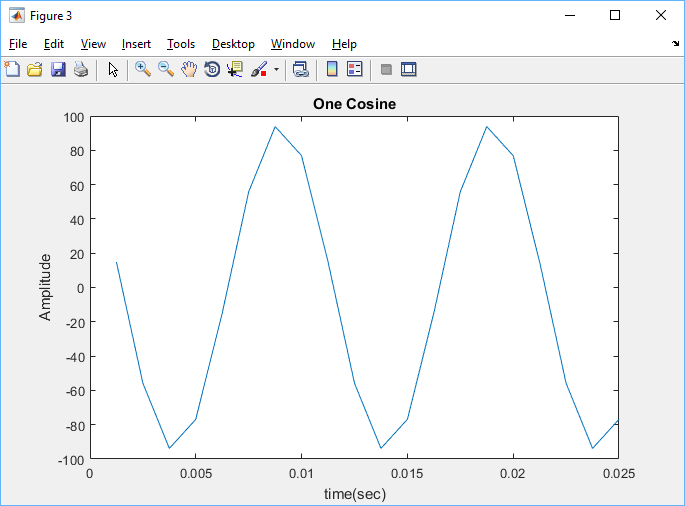 Figure 3
File Edit View Insert Tools Desktop Window Help
One Cosine
100
80
60
40
20
0
-20
-40
-60
-80
-100
Amplitude
0 0.005 0.01 0.015 0.02 0.025
time(sec)